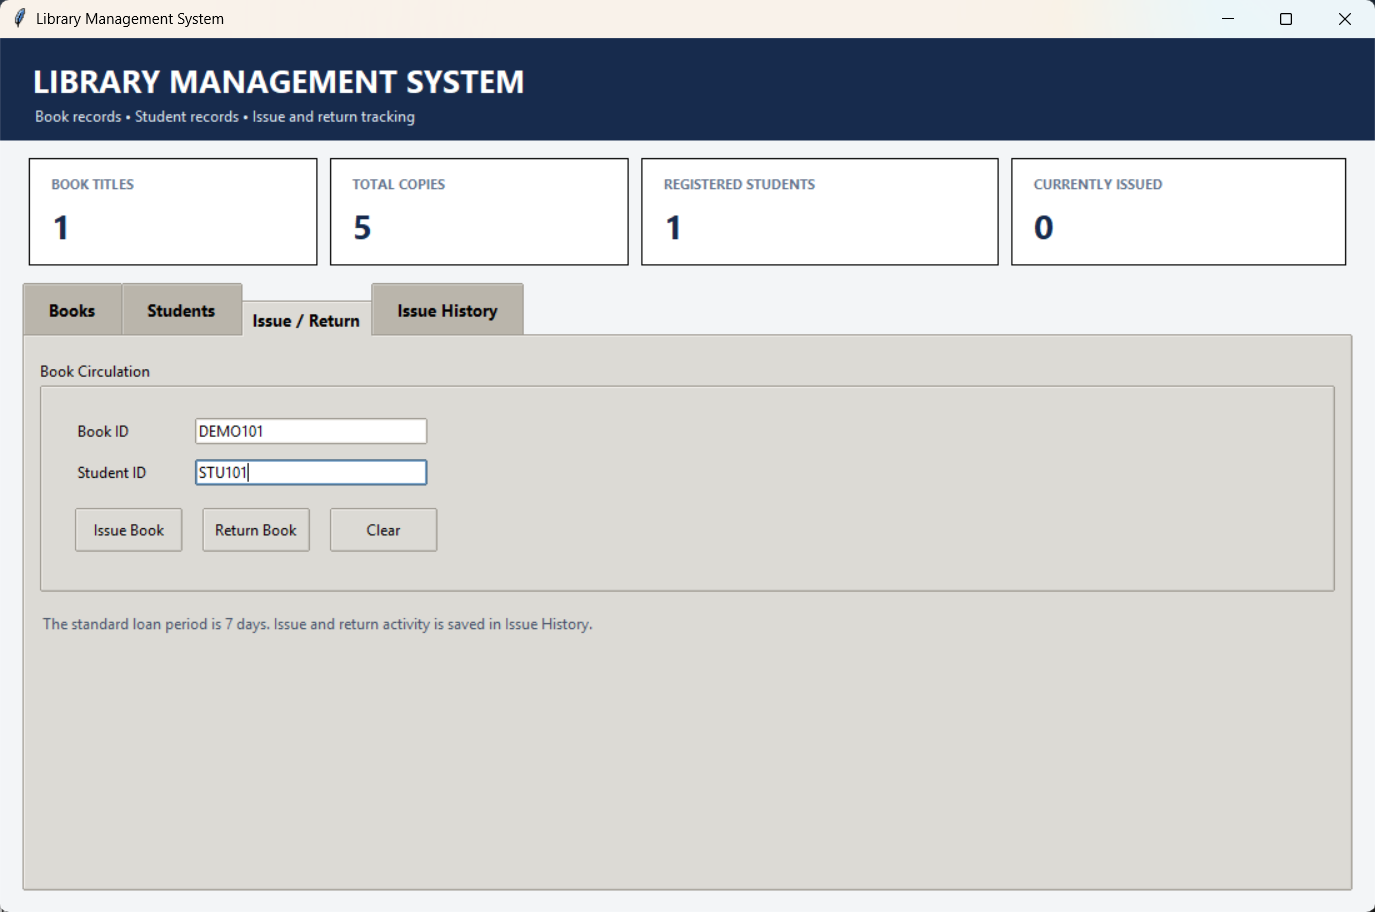 Library Management System
LIBRARY MANAGEMENT SYSTEM
Book records • Student records • Issue and return tracking
BOOK TITLES
1
TOTAL COPIES
5
REGISTERED STUDENTS
1
CURRENTLY ISSUED
0
Books
Students
Issue / Return
Issue History
Book Circulation
Book ID DEMO101
Student ID STU101
Issue Book Return Book Clear
The standard loan period is 7 days. Issue and return activity is saved in Issue History.